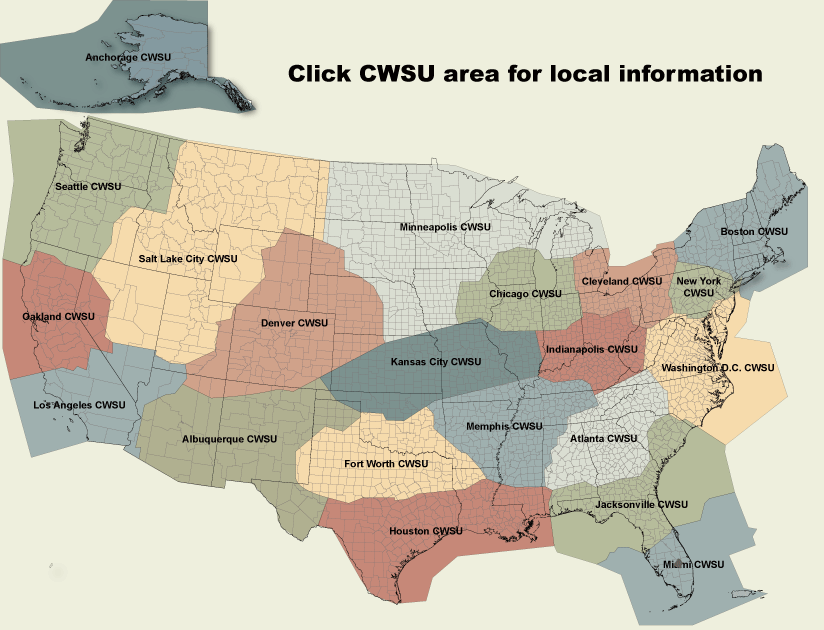 Anchorage CWSU
Click CWSU area for local information
Seattle CWSU
Minneapolis CWSU
Boston CWSU
Salt Lake City CWSU
Cleveland CWSU
New York
CWSU
Chicago CWSU
Oakland CWSU
Denver CWSU
Indianapolis CWSU
Kansas City CWSU
Washington D.C. CWSU
Los Angeles CWSU
Memphis CWSU
Albuquerque CWSU
Atlanta CWSU
Fort Worth CWSU
Jacksonville CWSU
Houston CWSU
Miami CWSU